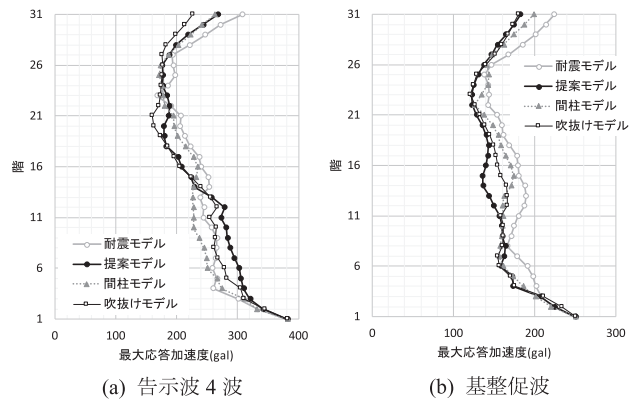 31
26
21
16
11
6
1
階
0
100
200
300
400
最大応答加速度(gal)
耐震モデル
提案モデル
間柱モデル
吹抜けモデル
(a) 告示波 4 波
31
26
21
16
11
6
1
階
0
100
200
300
最大応答加速度(gal)
耐震モデル
提案モデル
間柱モデル
吹抜けモデル
(b) 基整促波